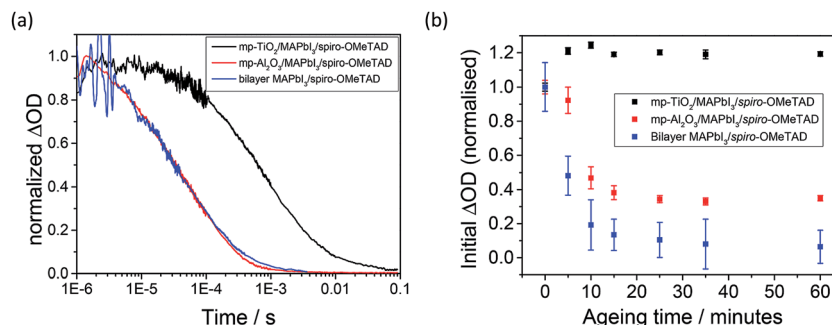 (a)
normalized ΔOD
1.0
0.8
0.6
0.4
0.2
0.0
mp-TiO₂/MAPbI₃/spiro-OMeTAD
mp-Al₂O₃/MAPbI₃/spiro-OMeTAD
bilayer MAPbI₃/spiro-OMeTAD
1E-6 1E-5 1E-4 1E-3 0.01 0.1
Time / s
(b)
Initial ΔOD (normalised)
1.2
1.0
0.8
0.6
0.4
0.2
0.0
mp-TiO₂/MAPbI₃/spiro-OMeTAD
mp-Al₂O₃/MAPbI₃/spiro-OMeTAD
Bilayer MAPbI₃/spiro-OMeTAD
0 10 20 30 40 50 60
Ageing time / minutes